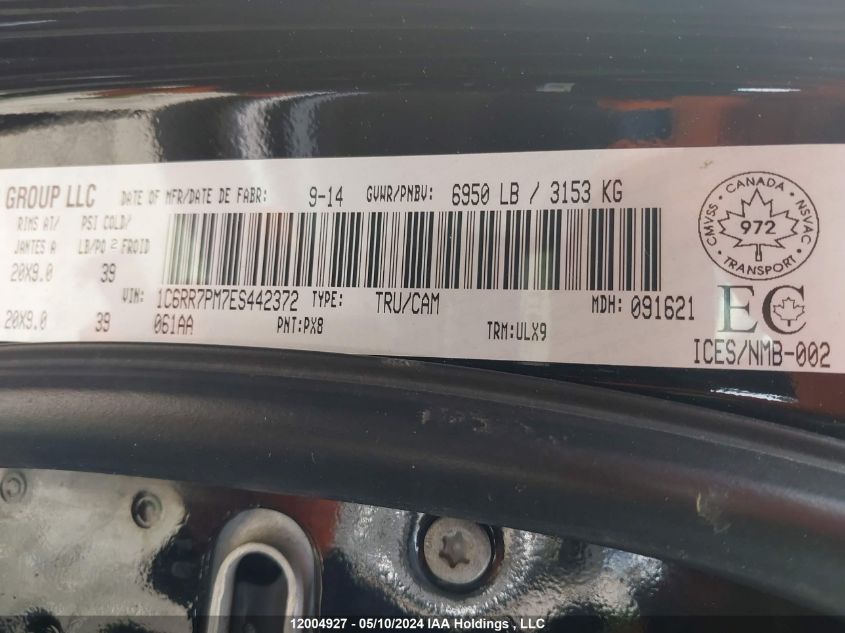 GROUP LLC DATE OF MFR/DATE DE FABR: 9-14 GVWR/PNBV: 6950 LB / 3153 KG
RIMS AT/ PSI COLD/
JANTES A LB/PO 2 FROID
20X9.0 39
VIN: 1C6RR7PM7ES442372 TYPE: TRU/CAM MDH: 091621
20X9.0 39 061AA PNT:PX8 TRM:ULX9
CMVSS CANADA NSVAC
972
TRANSPORT
EC
ICES/NMB-002
12004927 - 05/10/2024 IAA Holdings , LLC